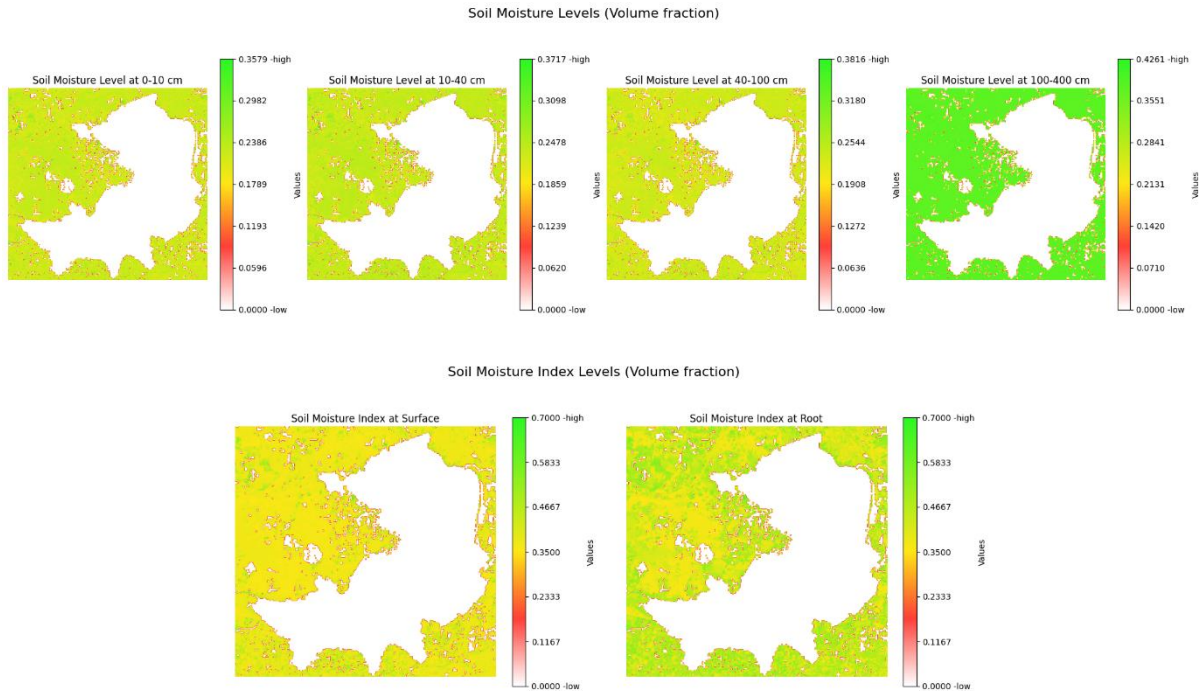 Soil Moisture Levels (Volume fraction)
Soil Moisture Level at 0-10 cm
0.3579 -high
0.2982
0.2386
0.1789
0.1193
0.0596
0.0000 -low
Values
Soil Moisture Level at 10-40 cm
0.3717 -high
0.3098
0.2478
0.1859
0.1239
0.0620
0.0000 -low
Values
Soil Moisture Level at 40-100 cm
0.3816 -high
0.3180
0.2544
0.1908
0.1272
0.0636
0.0000 -low
Values
Soil Moisture Level at 100-400 cm
0.4261 -high
0.3551
0.2841
0.2131
0.1420
0.0710
0.0000 -low
Values
Soil Moisture Index Levels (Volume fraction)
Soil Moisture Index at Surface
0.7000 -high
0.5833
0.4667
0.3500
0.2333
0.1167
0.0000 -low
Values
Soil Moisture Index at Root
0.7000 -high
0.5833
0.4667
0.3500
0.2333
0.1167
0.0000 -low
Values